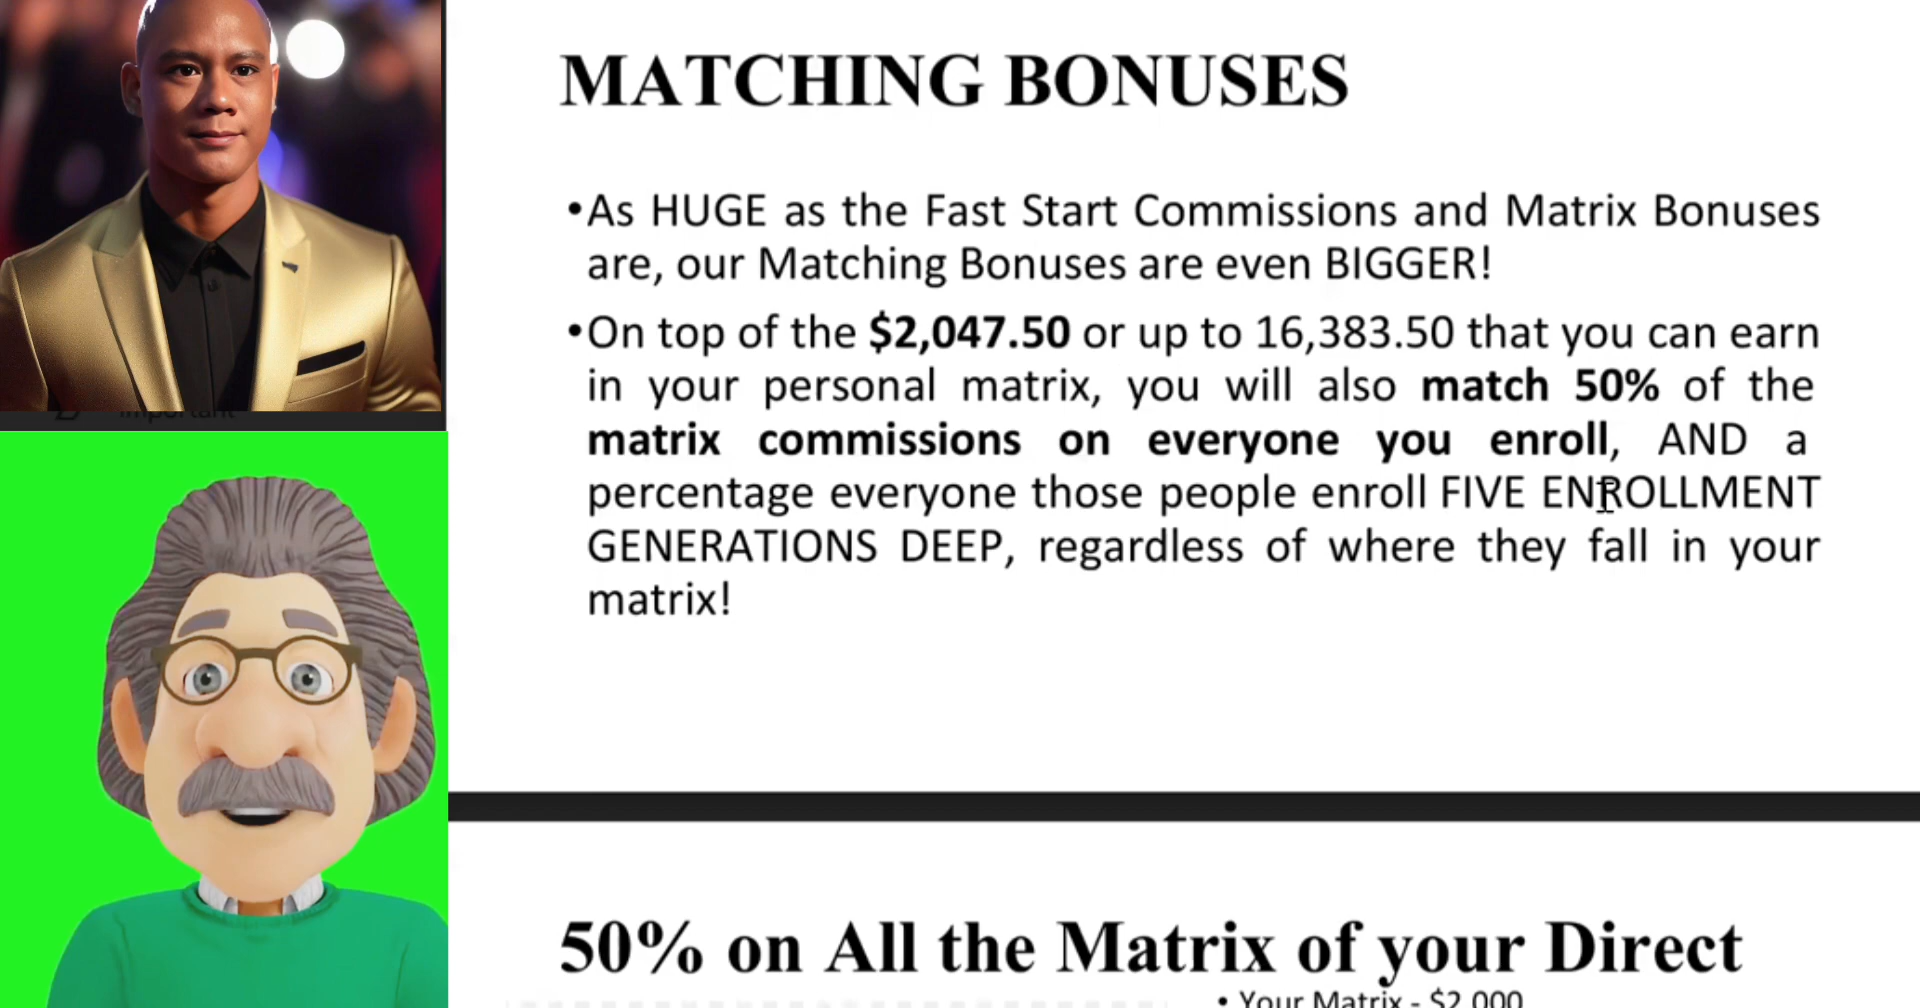 MATCHING BONUSES
•As HUGE as the Fast Start Commissions and Matrix Bonuses
are, our Matching Bonuses are even BIGGER!
•On top of the $2,047.50 or up to 16,383.50 that you can earn
in your personal matrix, you will also match 50% of the
matrix commissions on everyone you enroll, AND a
percentage everyone those people enroll FIVE ENROLLMENT
GENERATIONS DEEP, regardless of where they fall in your
matrix!
50% on All the Matrix of your Direct
• Your Matrix - $2,000
important